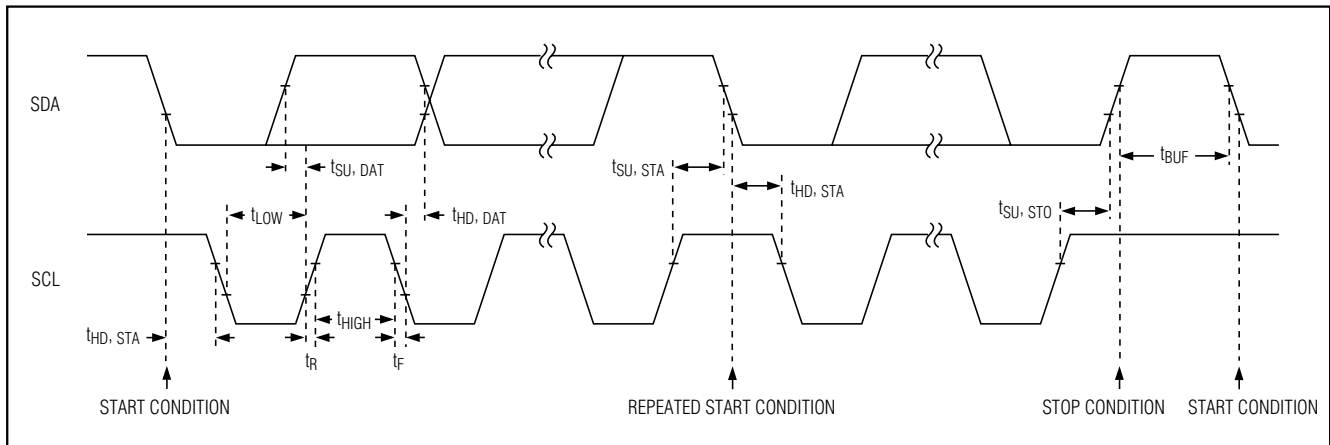 SDA
tSU, DAT
tSU, STA
tBUF
tHD, STA
tLOW
tHD, DAT
tSU, STO
SCL
tHIGH
tHD, STA
tR
tF
START CONDITION
REPEATED START CONDITION
STOP CONDITION
START CONDITION